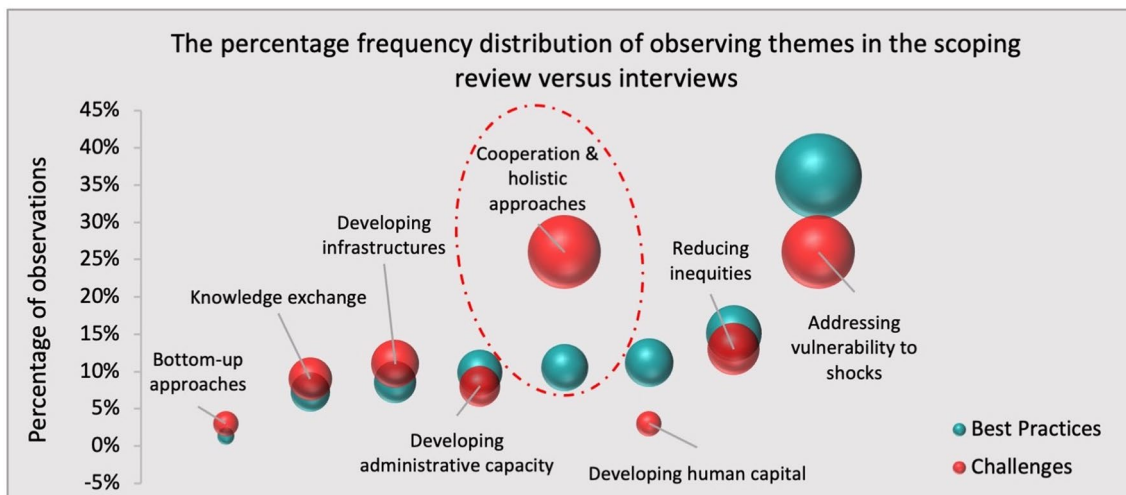 The percentage frequency distribution of observing themes in the scoping
review versus interviews
45%
40%
35%
30%
25%
20%
15%
10%
5%
0%
-5%
Percentage of observations
Bottom-up
approaches
Knowledge exchange
Developing
infrastructures
Developing
administrative capacity
Cooperation &
holistic
approaches
Developing human capital
Reducing
inequities
Addressing
vulnerability to
shocks
Best Practices
Challenges